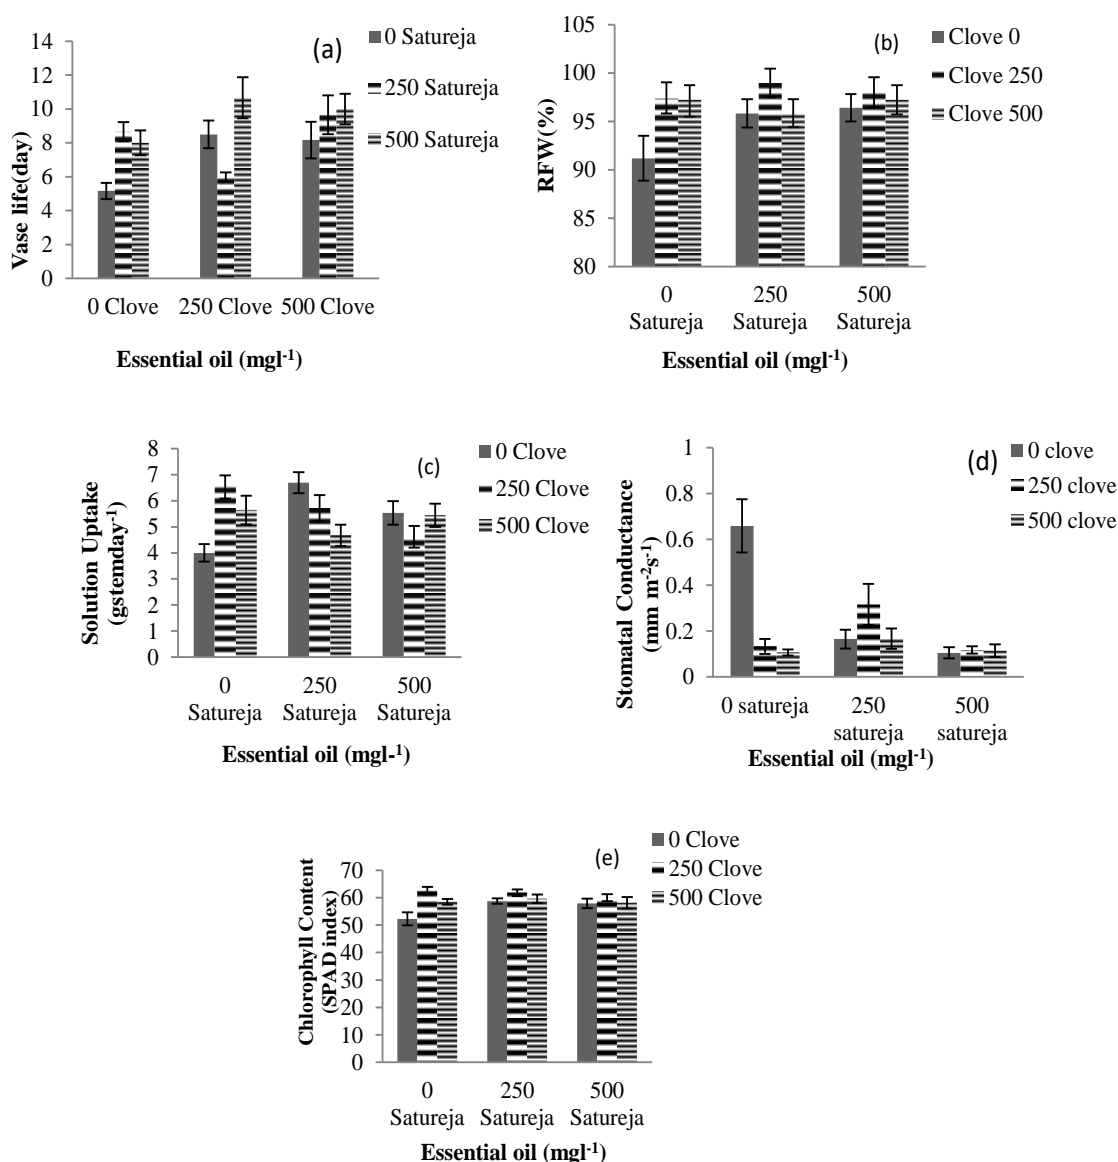 (a)
14
12
10
8
6
4
2
0
Vase life(day)
0 Clove
250 Clove
500 Clove
Essential oil (mgl-1)
0 Satureja
250 Satureja
500 Satureja
(b)
105
100
95
90
85
80
RFW(%)
0
Satureja
250
Satureja
500
Satureja
Essential oil (mgl-1)
Clove 0
Clove 250
Clove 500
(c)
8
7
6
5
4
3
2
1
0
Solution Uptake
(gstemday-1)
0
Satureja
250
Satureja
500
Satureja
Essential oil (mgl-1)
0 Clove
250 Clove
500 Clove
(d)
1
0.8
0.6
0.4
0.2
0
Stomatal Conductance
(mm m-2s-1)
0 satureja
250
satureja
500
satureja
Essential oil (mgl-1)
0 clove
250 clove
500 clove
(e)
70
60
50
40
30
20
10
0
Chlorophyll Content
(SPAD index)
0
Satureja
250
Satureja
500
Satureja
Essential oil (mgl-1)
0 Clove
250 Clove
500 Clove